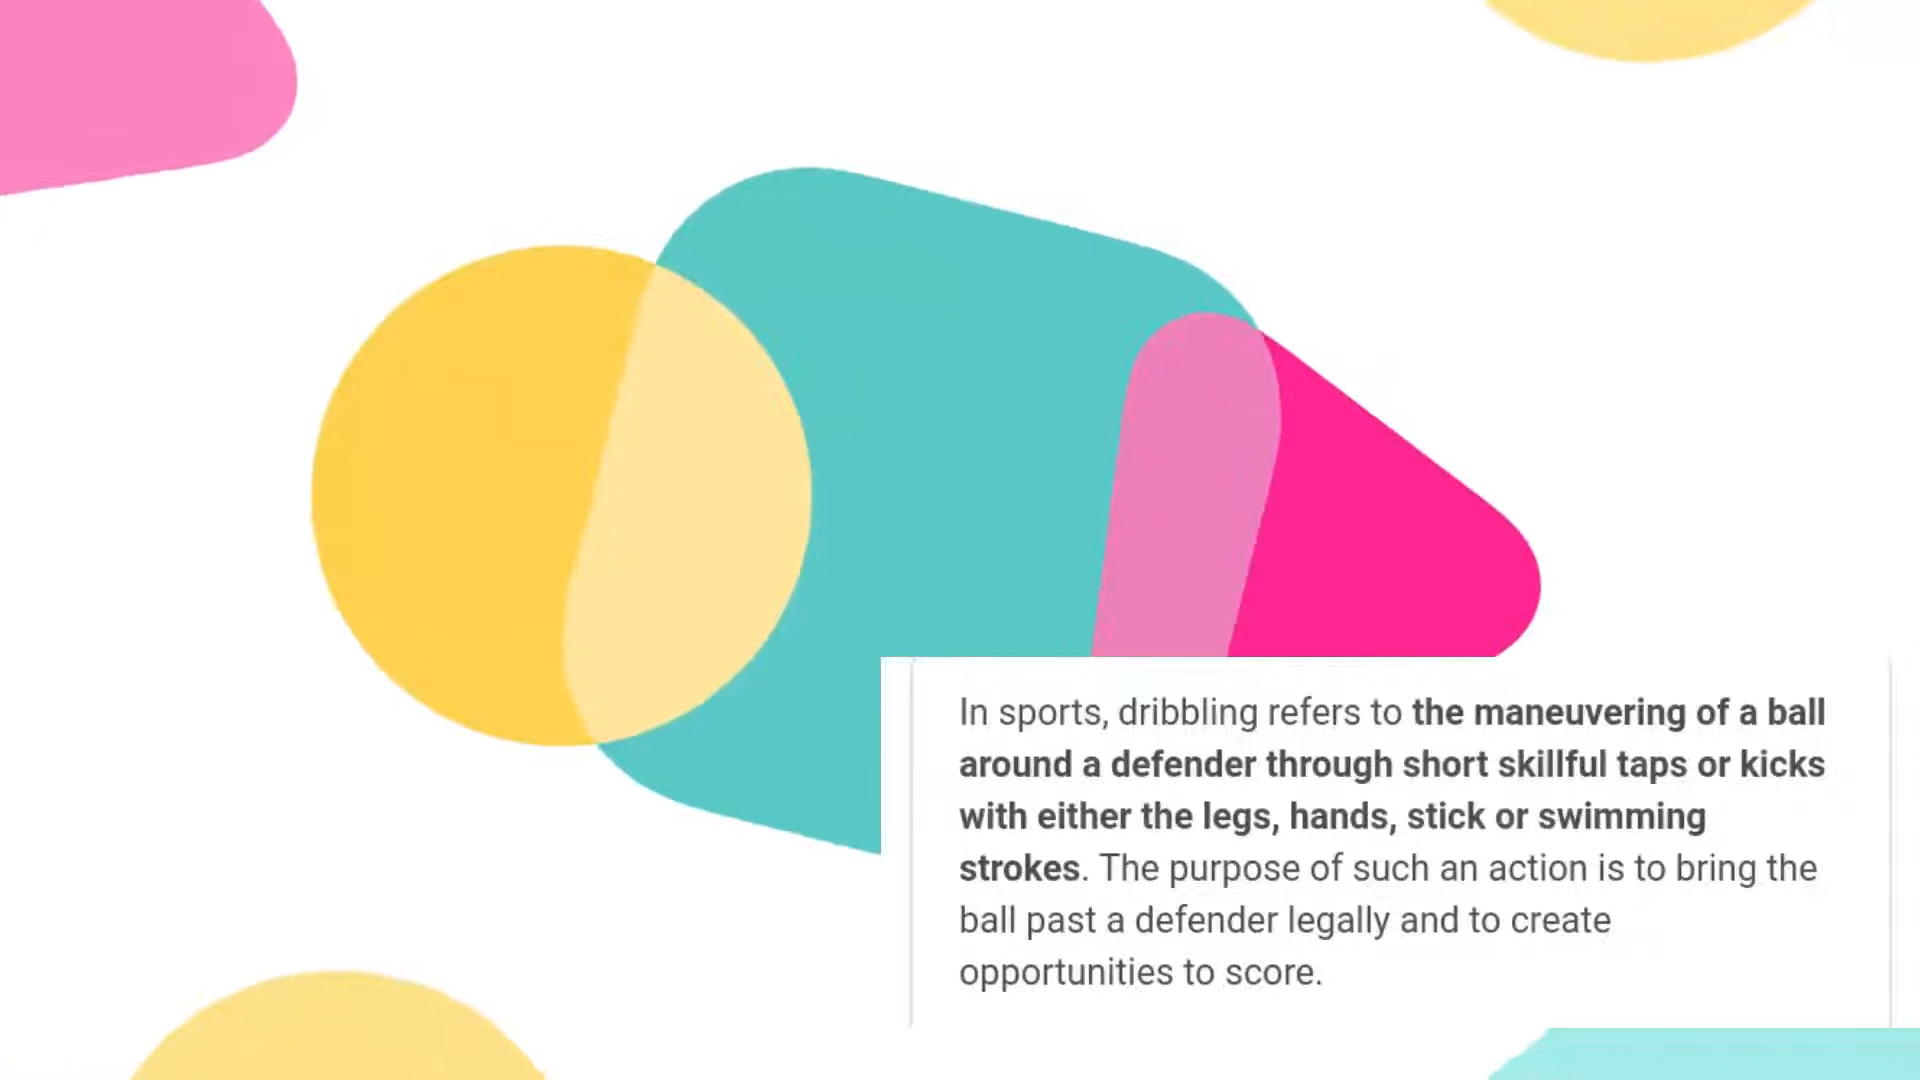 In sports, dribbling refers to the maneuvering of a ball
around a defender through short skillful taps or kicks
with either the legs, hands, stick or swimming
strokes. The purpose of such an action is to bring the
ball past a defender legally and to create
opportunities to score.